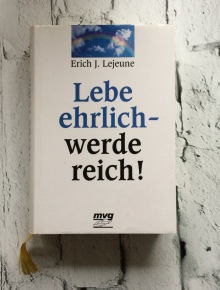 Erich J. Lejeune
Lebe
ehrlich-
werde
reich!
mvg